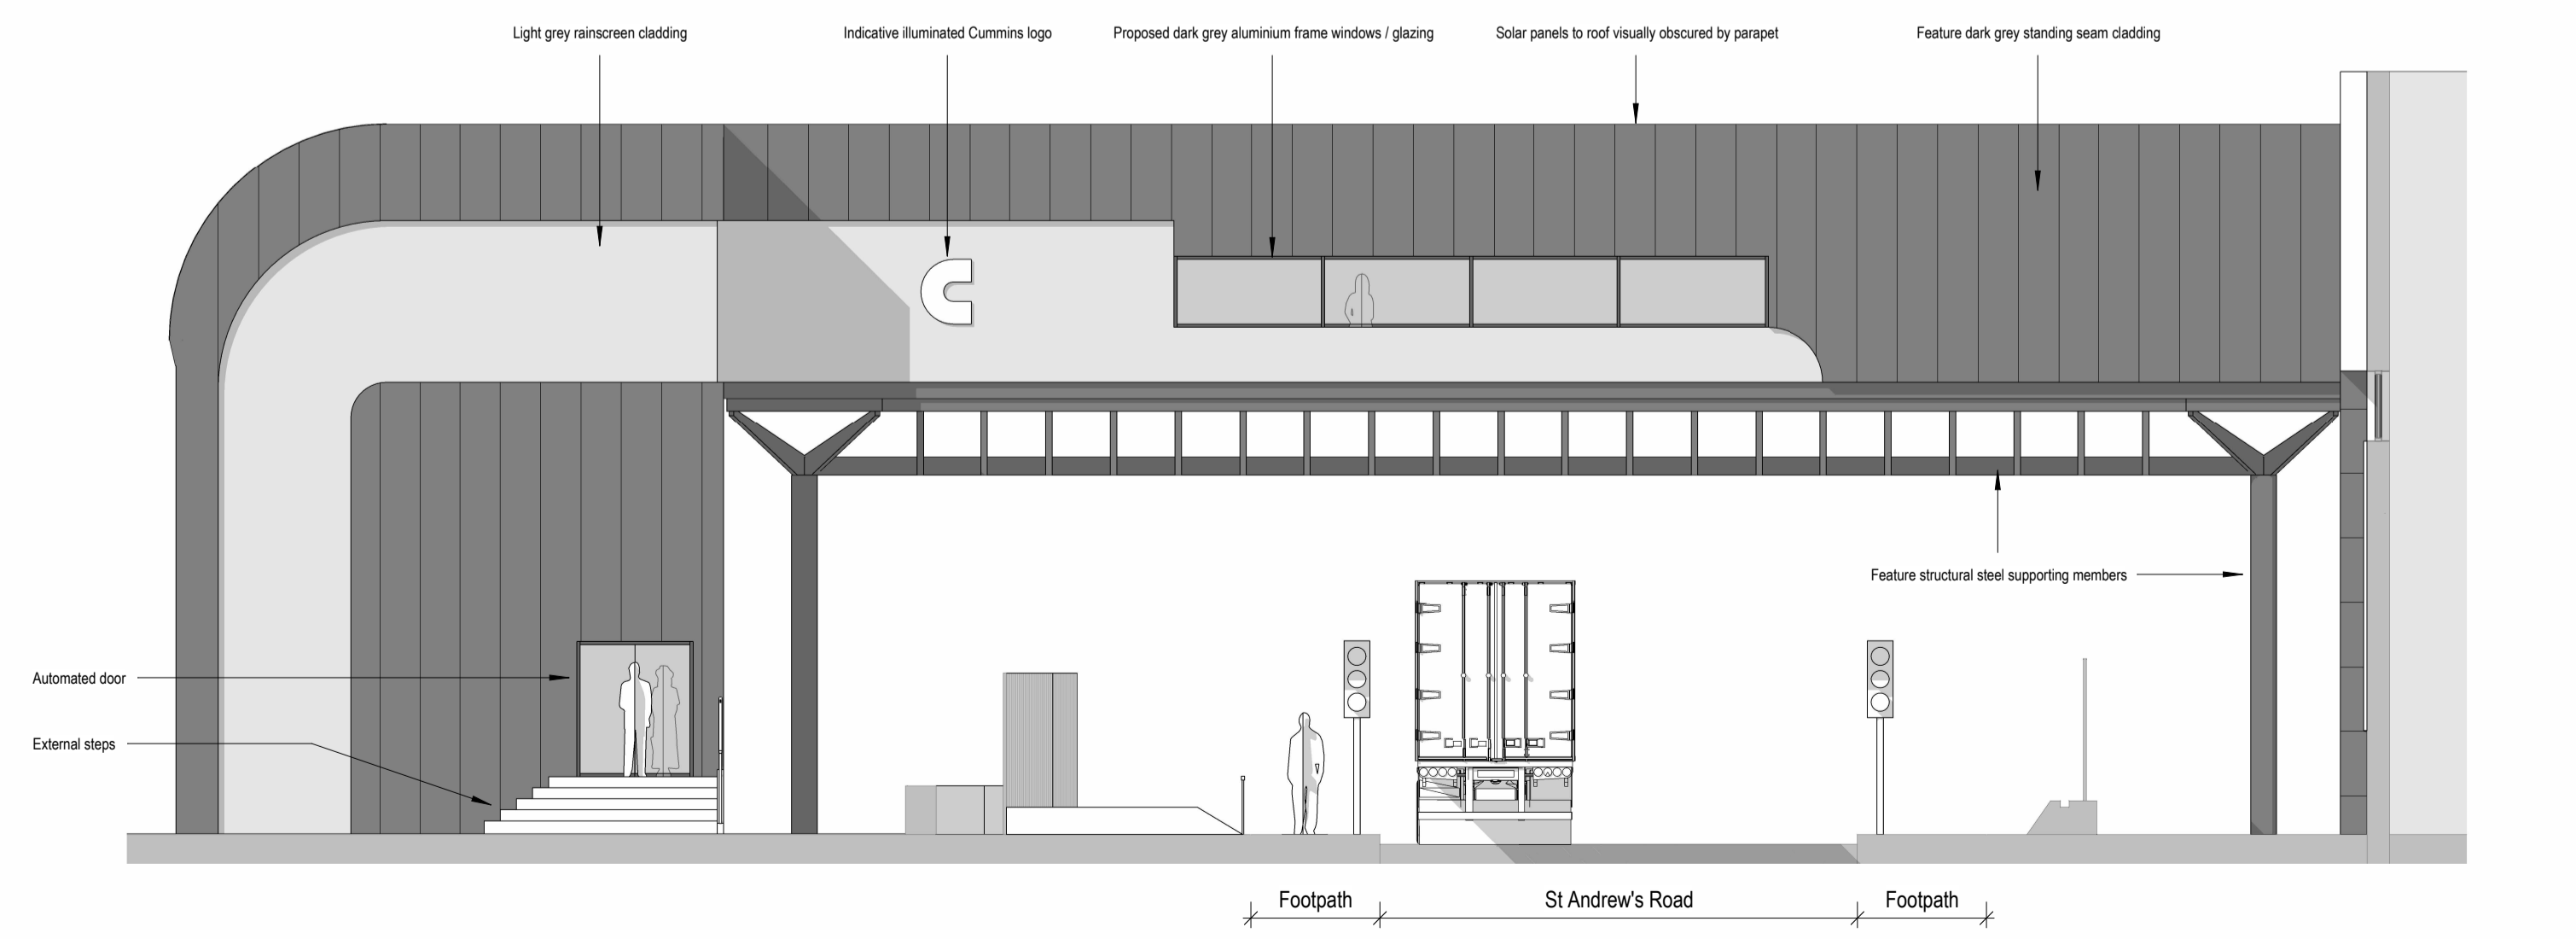 Light grey rainscreen cladding
Indicative illuminated Cummins logo
Proposed dark grey aluminium frame windows / glazing
Solar panels to roof visually obscured by parapet
Feature dark grey standing seam cladding
Feature structural steel supporting members
Automated door
External steps
Footpath
St Andrew's Road
Footpath